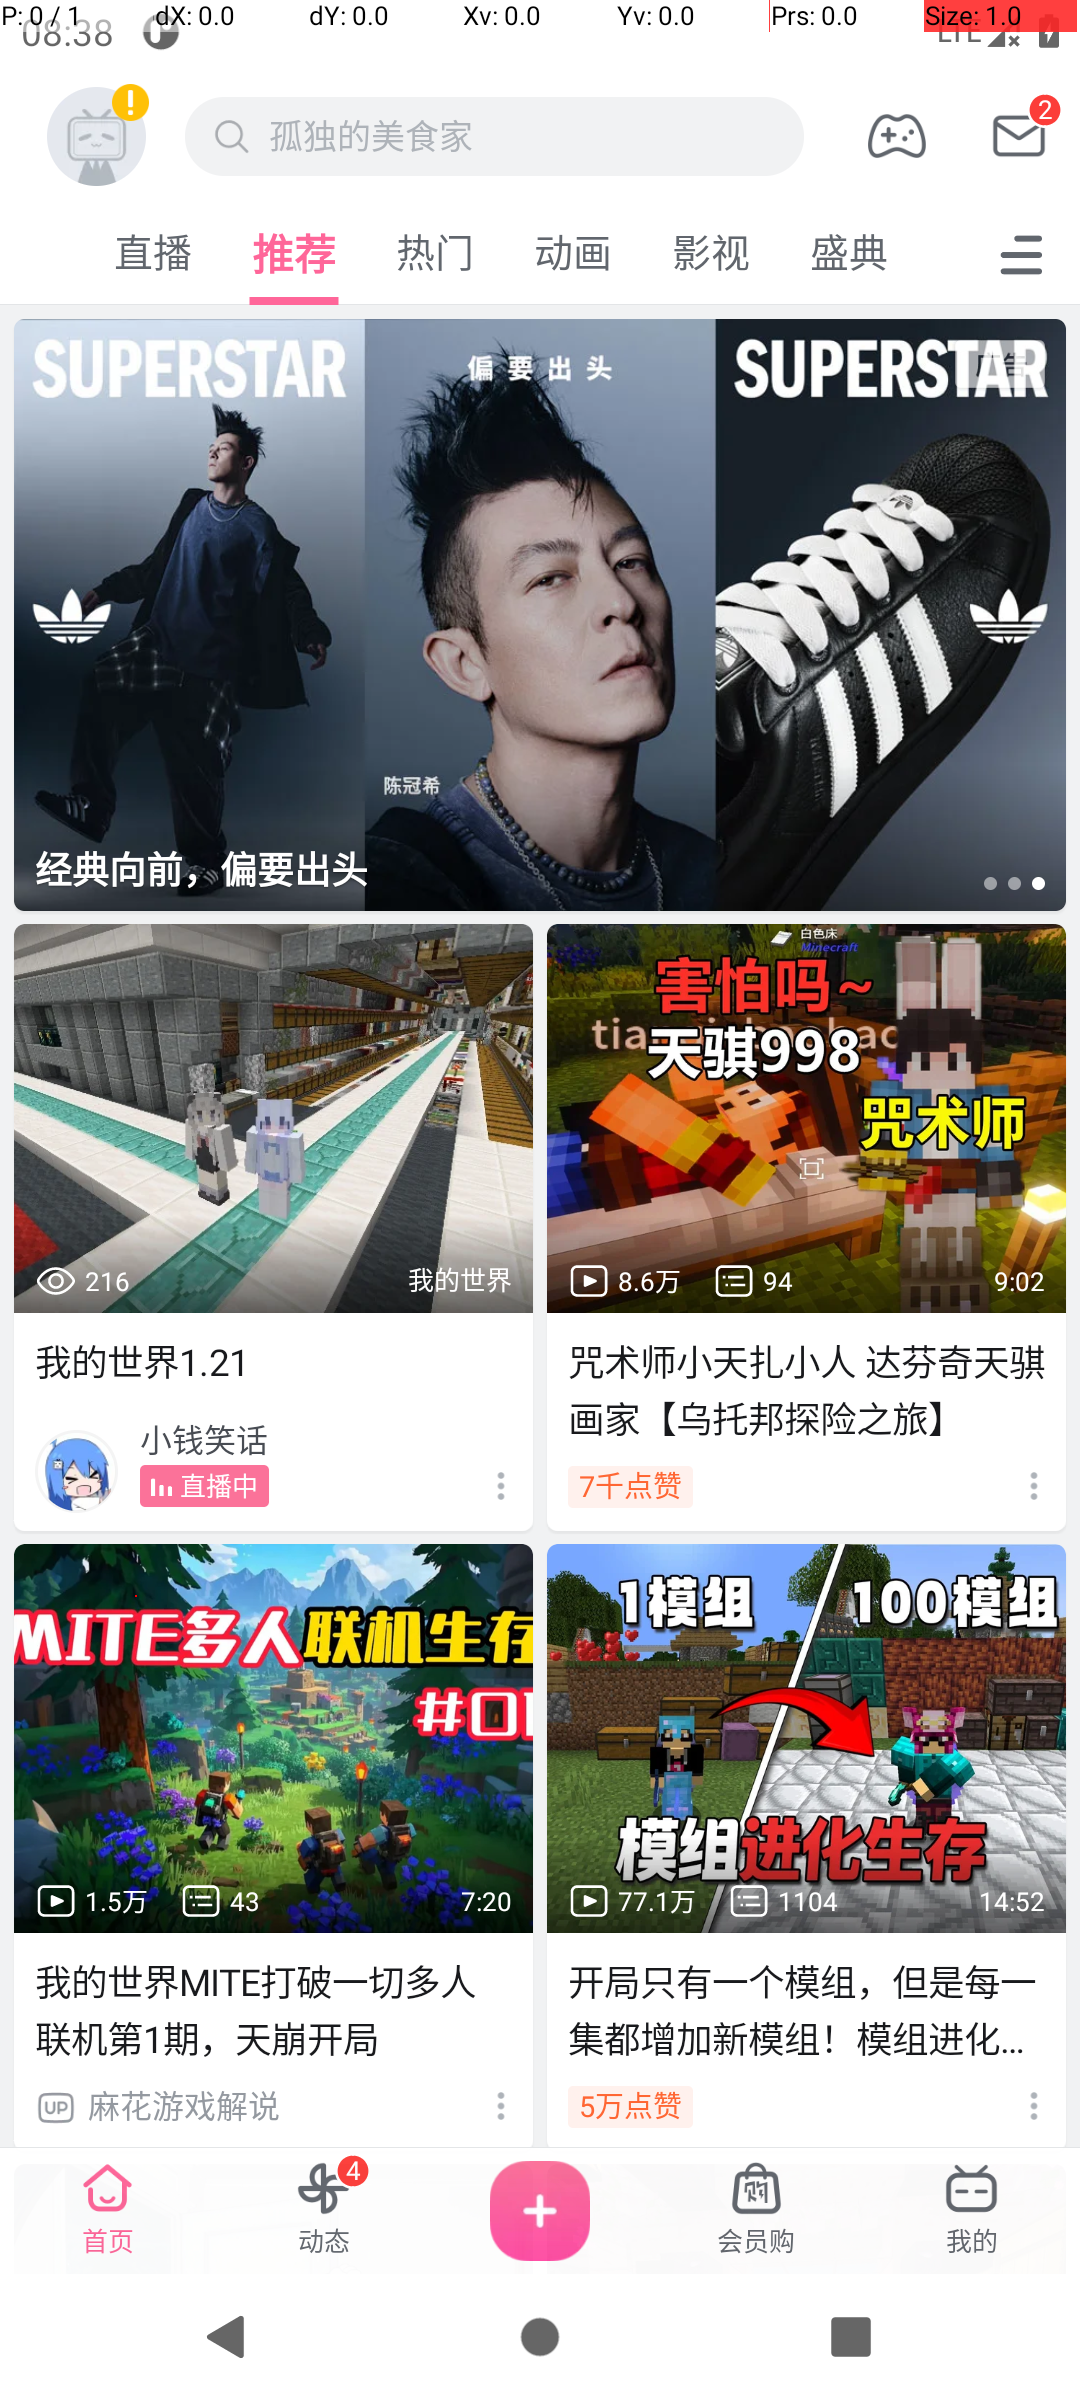 P: 0 / 1 dX: 0.0 dY: 0.0 Xv: 0.0 Yv: 0.0 Prs: 0.0 Size: 1.0
08:38 LTE
孤独的美食家
2
直播 推荐 热门 动画 影视 盛典
SUPERSTAR 偏要出头 SUPERSTAR
广告
陈冠希
经典向前，偏要出头
白色床
Minecraft
害怕吗~
天骐998
咒术师
216 我的世界
8.6万 94 9:02
我的世界1.21
咒术师小天扎小人 达芬奇天骐
画家【乌托邦探险之旅】
小钱笑话
直播中
7千点赞
MITE多人联机生存
#01
1模组 100模组
模组进化生存
1.5万 43 7:20
77.1万 1104 14:52
我的世界MITE打破一切多人
联机第1期，天崩开局
开局只有一个模组，但是每一
集都增加新模组！模组进化...
UP 麻花游戏解说
5万点赞
首页
4
动态
会员购
我的